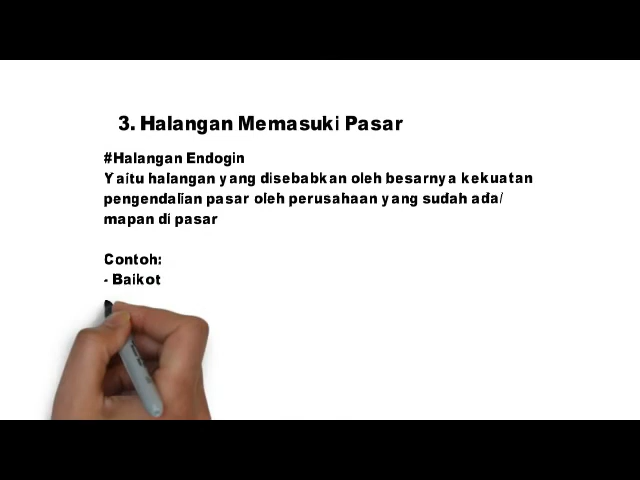 3. Halangan Memasuki Pasar
#Halangan Endogin
Yaitu halangan yang disebabkan oleh besarnya kekuatan
pengendalian pasar oleh perusahaan yang sudah ada/
mapan di pasar
Contoh:
- Baikot